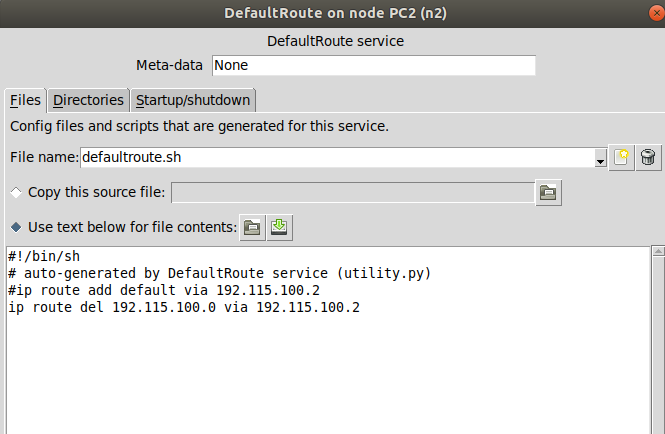 DefaultRoute on node PC2 (n2)
DefaultRoute service
Meta-data None
Files Directories Startup/shutdown
Config files and scripts that are generated for this service.
File name: defaultroute.sh
Copy this source file:
Use text below for file contents:
#!/bin/sh
# auto-generated by DefaultRoute service (utility.py)
#ip route add default via 192.115.100.2
ip route del 192.115.100.0 via 192.115.100.2